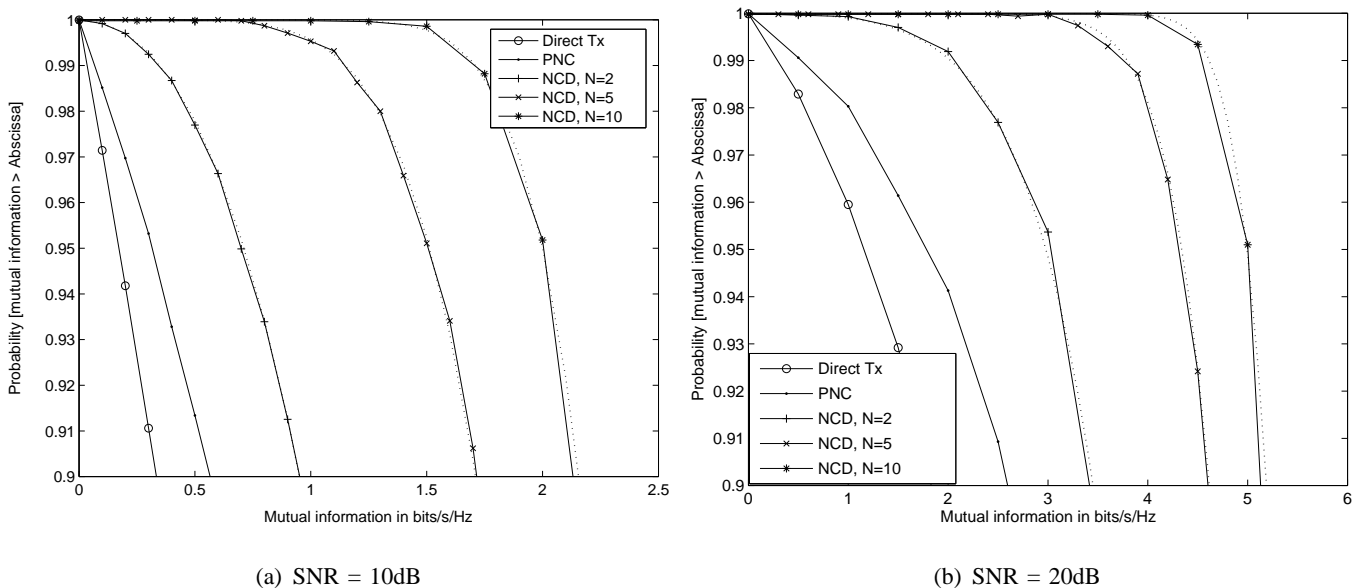 Probability [mutual information > Abscissa]
1
0.99
0.98
0.97
0.96
0.95
0.94
0.93
0.92
0.91
0.9
0
0.5
1
1.5
2
2.5
Mutual information in bits/s/Hz
Direct Tx
PNC
NCD, N=2
NCD, N=5
NCD, N=10
(a) SNR = 10dB
Probability [mutual information > Abscissa]
1
0.99
0.98
0.97
0.96
0.95
0.94
0.93
0.92
0.91
0.9
0
1
2
3
4
5
6
Mutual information in bits/s/Hz
Direct Tx
PNC
NCD, N=2
NCD, N=5
NCD, N=10
(b) SNR = 20dB